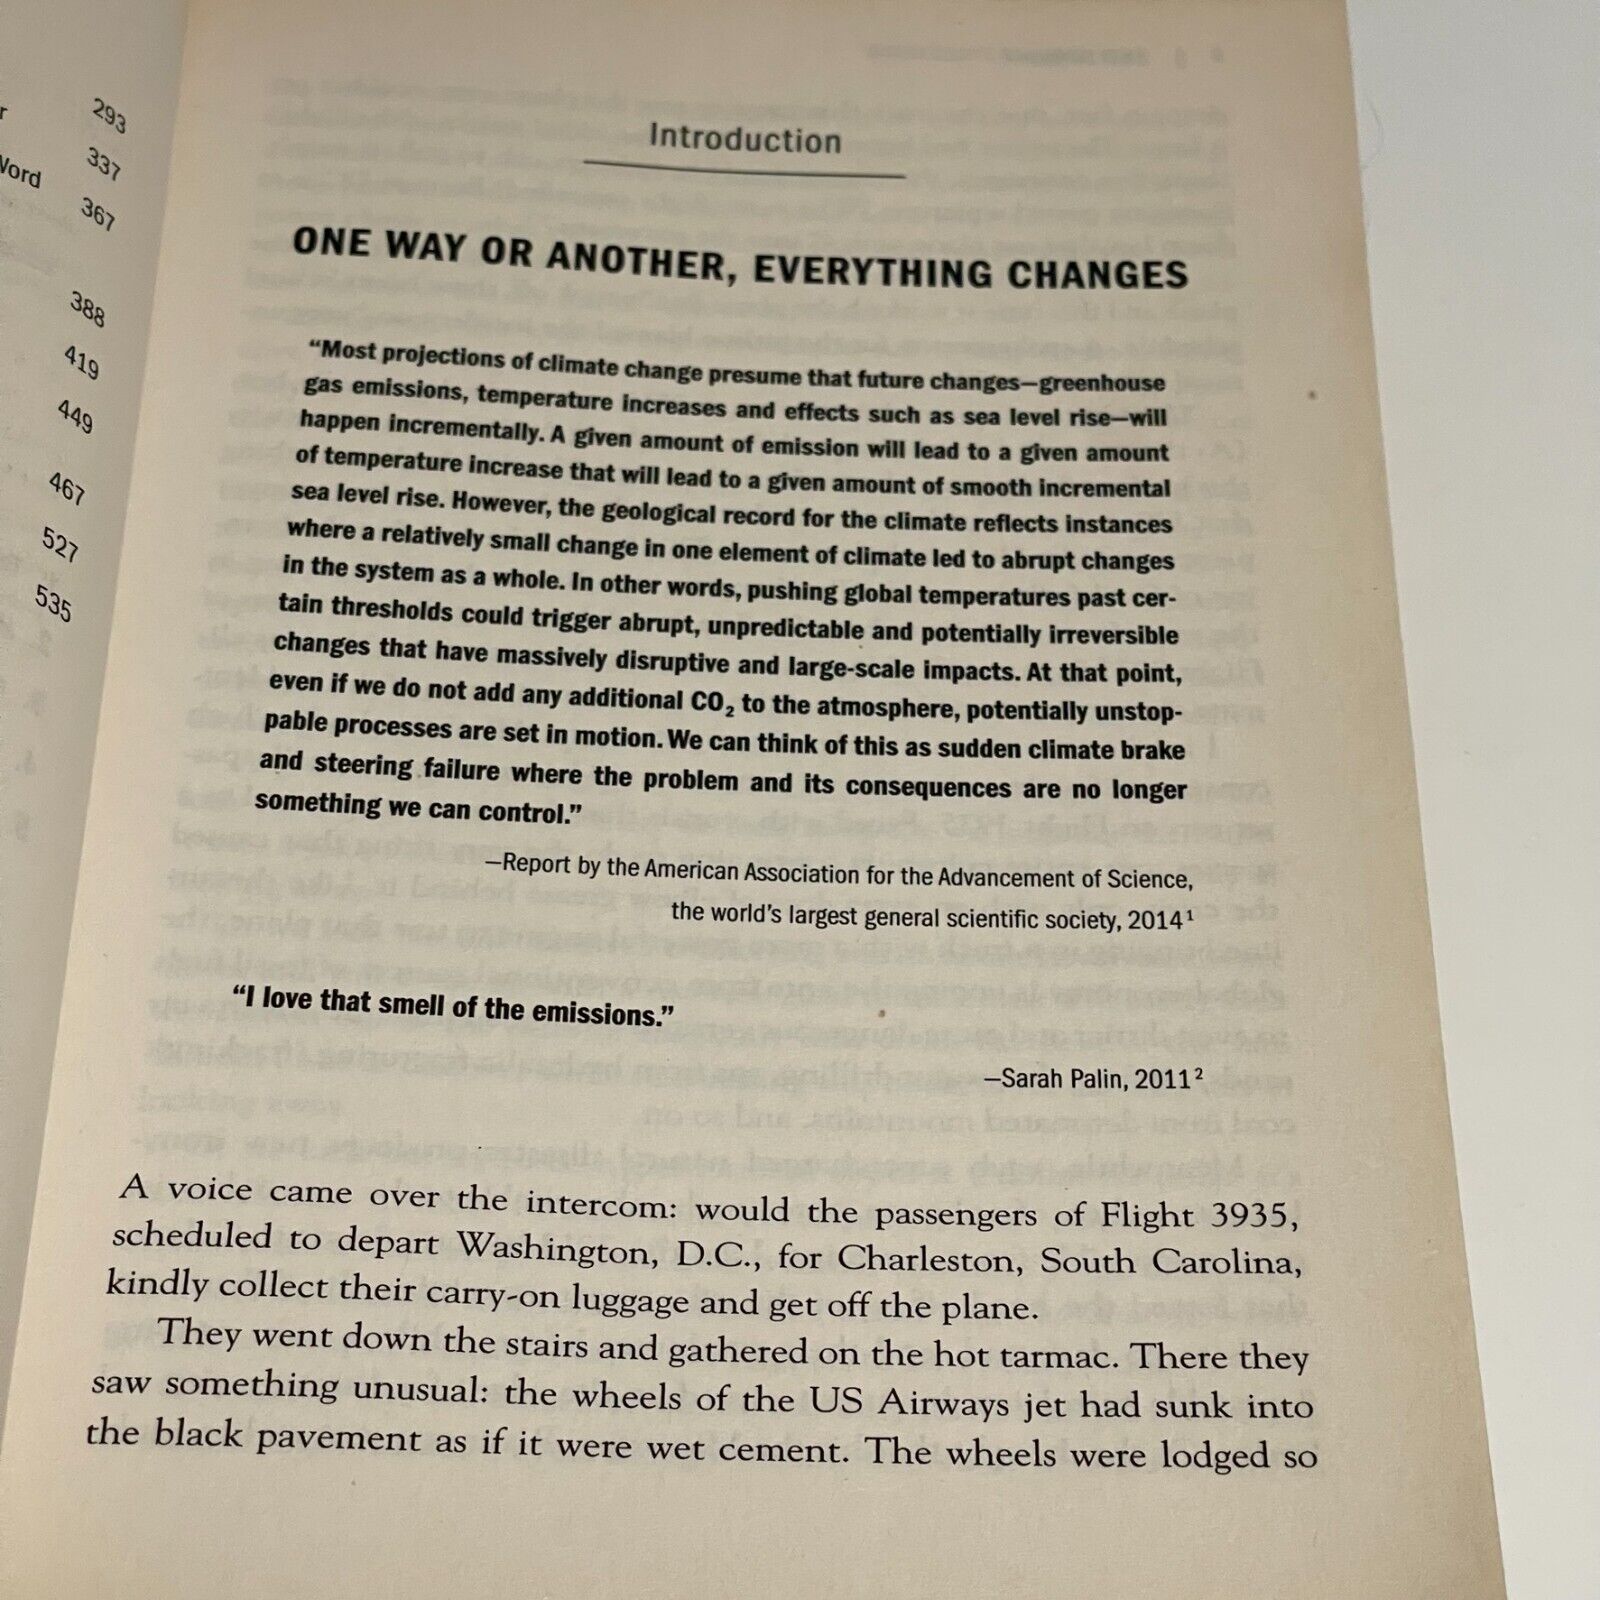 r 293
337
Word 367
388
419
449
467
527
535
Introduction
ONE WAY OR ANOTHER, EVERYTHING CHANGES
“Most projections of climate change presume that future changes—greenhouse
gas emissions, temperature increases and effects such as sea level rise—will
happen incrementally. A given amount of emission will lead to a given amount
of temperature increase that will lead to a given amount of smooth incremental
sea level rise. However, the geological record for the climate reflects instances
where a relatively small change in one element of climate led to abrupt changes
in the system as a whole. In other words, pushing global temperatures past cer-
tain thresholds could trigger abrupt, unpredictable and potentially irreversible
changes that have massively disruptive and large-scale impacts. At that point,
even if we do not add any additional CO₂ to the atmosphere, potentially unstop-
pable processes are set in motion. We can think of this as sudden climate brake
and steering failure where the problem and its consequences are no longer
something we can control.”
—Report by the American Association for the Advancement of Science,
the world’s largest general scientific society, 2014¹
“I love that smell of the emissions.”
—Sarah Palin, 2011²
A voice came over the intercom: would the passengers of Flight 3935,
scheduled to depart Washington, D.C., for Charleston, South Carolina,
kindly collect their carry-on luggage and get off the plane.
They went down the stairs and gathered on the hot tarmac. There they
saw something unusual: the wheels of the US Airways jet had sunk into
the black pavement as if it were wet cement. The wheels were lodged so